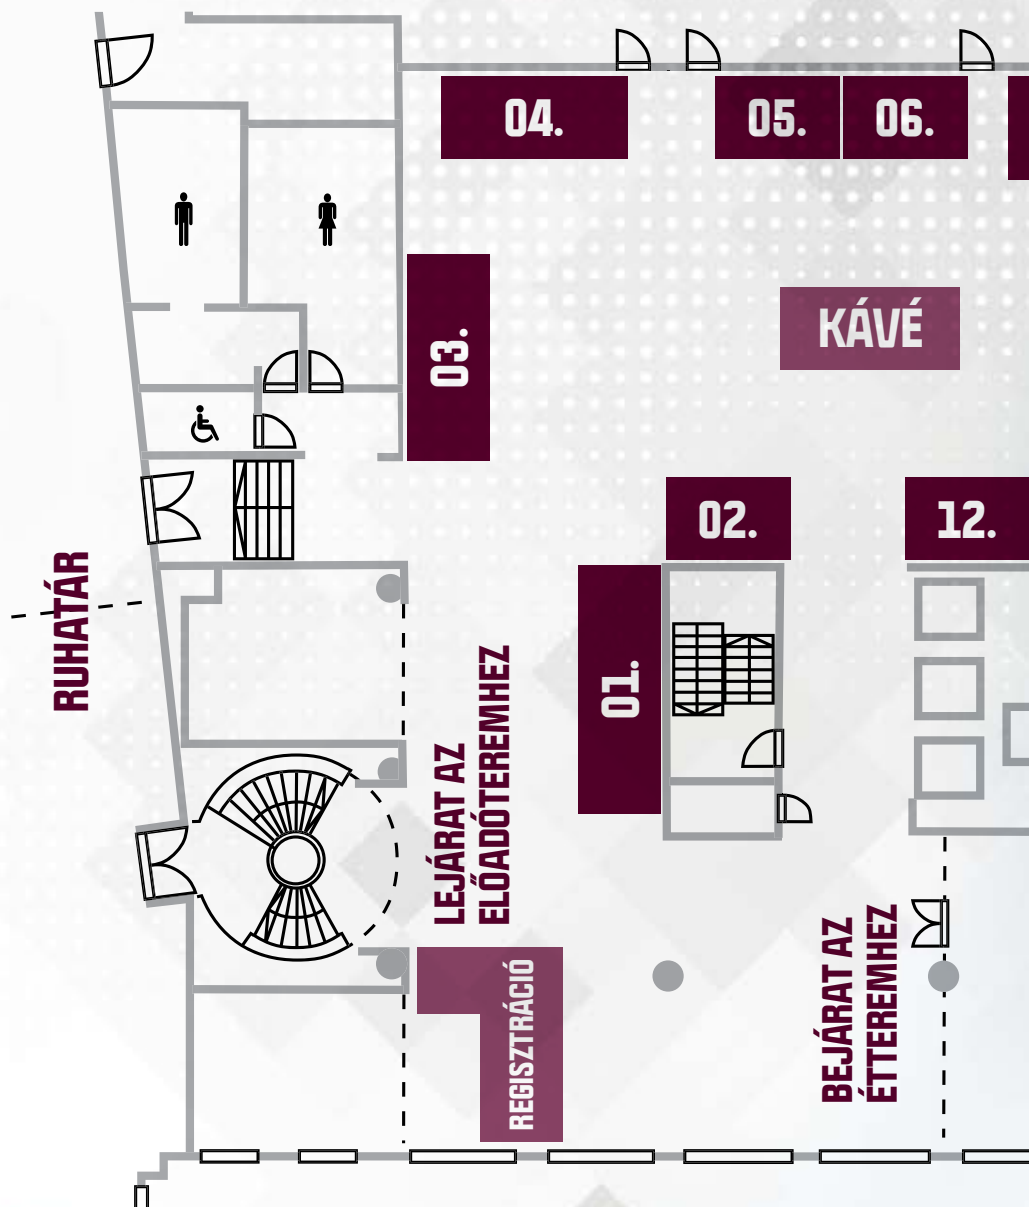 04.
05.
06.
03.
KÁVÉ
02.
12.
RUHATÁR
01.
LEJÁRAT AZ
ELŐADÓTEREMHEZ
REGISZTRÁCIÓ
BEJÁRAT AZ
ÉTTEREMHEZ